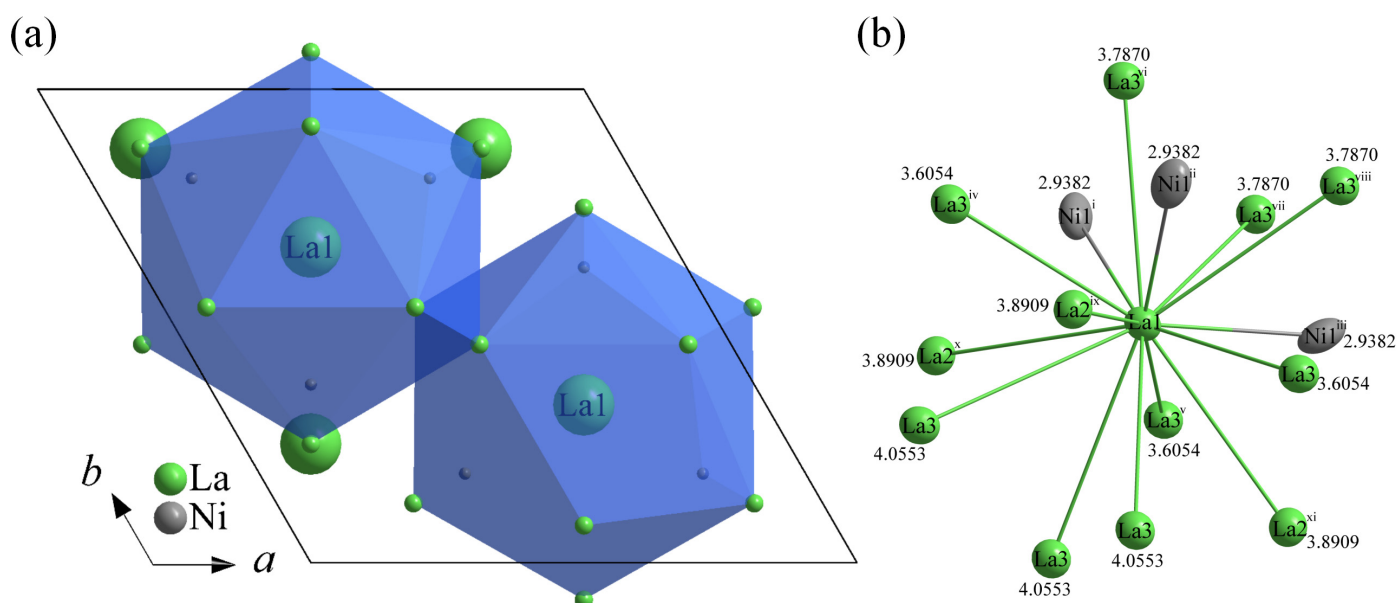 (a)
La1
La1
La
Ni
b
a
(b)
3.7870
La3vi
2.9382
Ni1ii
3.7870
La3viii
3.6054
La3iv
2.9382
Ni1i
3.7870
La3vii
3.8909
La2ix
La1
Ni1iii
2.9382
3.8909
La2x
La3
3.6054
La3
4.0553
La3v
3.6054
La3
4.0553
La3
4.0553
La2xi
3.8909